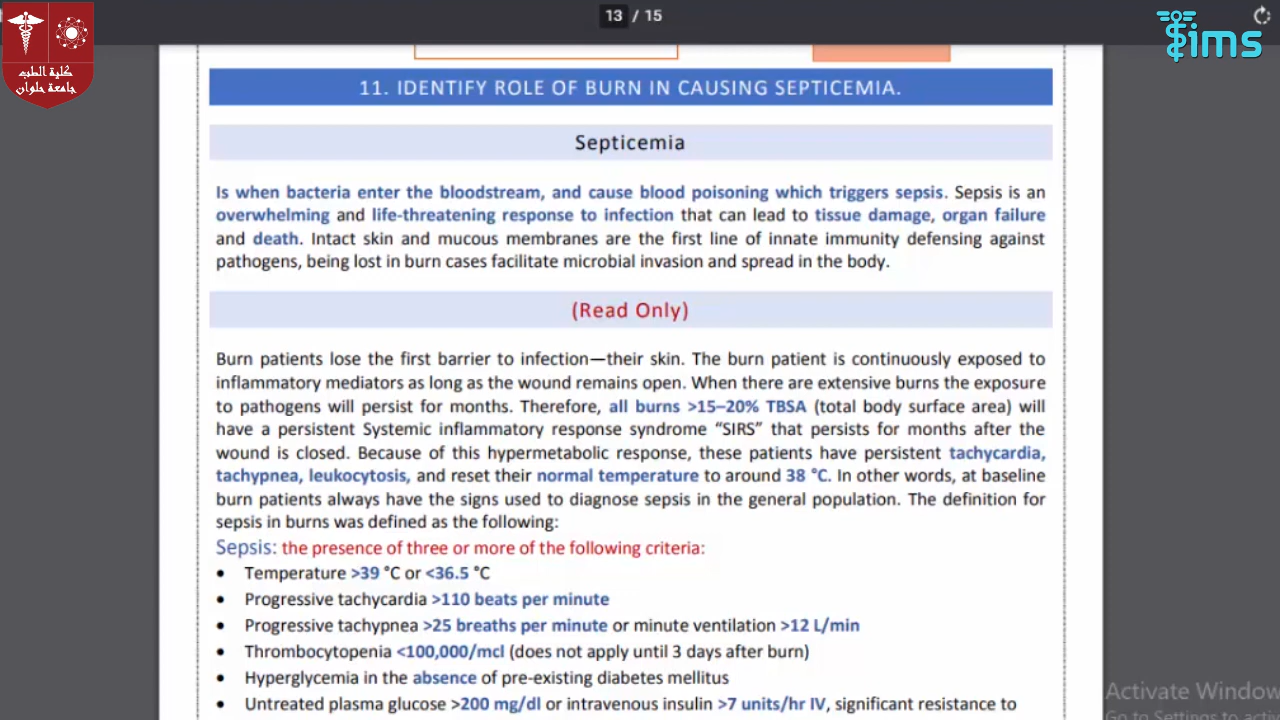 13 / 15
كلية الطب
جامعة حلوان
ims
11. IDENTIFY ROLE OF BURN IN CAUSING SEPTICEMIA.
Septicemia
Is when bacteria enter the bloodstream, and cause blood poisoning which triggers sepsis. Sepsis is an
overwhelming and life-threatening response to infection that can lead to tissue damage, organ failure
and death. Intact skin and mucous membranes are the first line of innate immunity defensing against
pathogens, being lost in burn cases facilitate microbial invasion and spread in the body.
(Read Only)
Burn patients lose the first barrier to infection—their skin. The burn patient is continuously exposed to
inflammatory mediators as long as the wound remains open. When there are extensive burns the exposure
to pathogens will persist for months. Therefore, all burns >15–20% TBSA (total body surface area) will
have a persistent Systemic inflammatory response syndrome “SIRS” that persists for months after the
wound is closed. Because of this hypermetabolic response, these patients have persistent tachycardia,
tachypnea, leukocytosis, and reset their normal temperature to around 38 °C. In other words, at baseline
burn patients always have the signs used to diagnose sepsis in the general population. The definition for
sepsis in burns was defined as the following:
Sepsis: the presence of three or more of the following criteria:
• Temperature >39 °C or <36.5 °C
• Progressive tachycardia >110 beats per minute
• Progressive tachypnea >25 breaths per minute or minute ventilation >12 L/min
• Thrombocytopenia <100,000/mcl (does not apply until 3 days after burn)
• Hyperglycemia in the absence of pre-existing diabetes mellitus
• Untreated plasma glucose >200 mg/dl or intravenous insulin >7 units/hr IV, significant resistance to
Activate Window
Go to Settings to activ